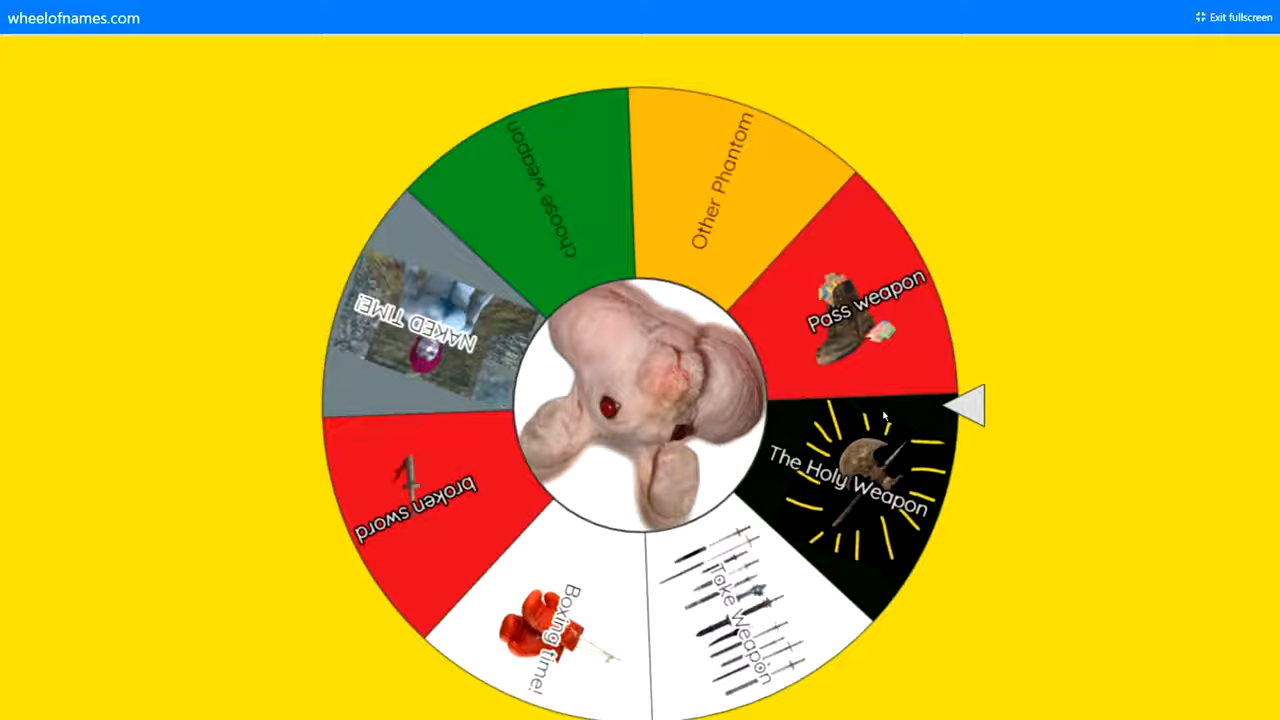 wheelofnames.com
Exit fullscreen
choose weapon
Other Phantom
Pass weapon
The Holy Weapon
Take Weapon
Boxing time!
broken sword
NAKED TIME!